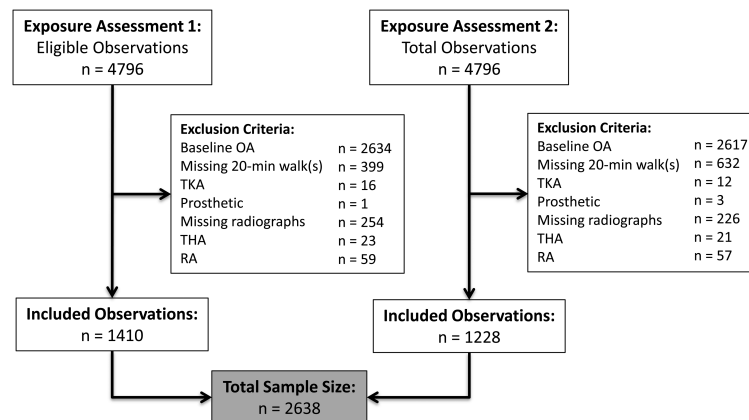 Exposure Assessment 1:
Eligible Observations
n = 4796
Exclusion Criteria:
Baseline OA n = 2634
Missing 20-min walk(s) n = 399
TKA n = 16
Prosthetic n = 1
Missing radiographs n = 254
THA n = 23
RA n = 59
Included Observations:
n = 1410
Exposure Assessment 2:
Total Observations
n = 4796
Exclusion Criteria:
Baseline OA n = 2617
Missing 20-min walk(s) n = 632
TKA n = 12
Prosthetic n = 3
Missing radiographs n = 226
THA n = 21
RA n = 57
Included Observations:
n = 1228
Total Sample Size:
n = 2638